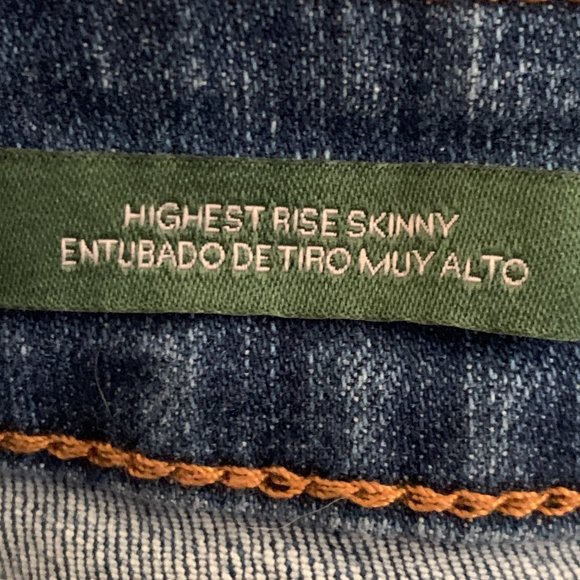 HIGHEST RISE SKINNY
ENTUBADO DE TIRO MUY ALTO